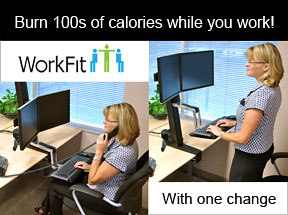 Burn 100s of calories while you work!
WorkFit
With one change